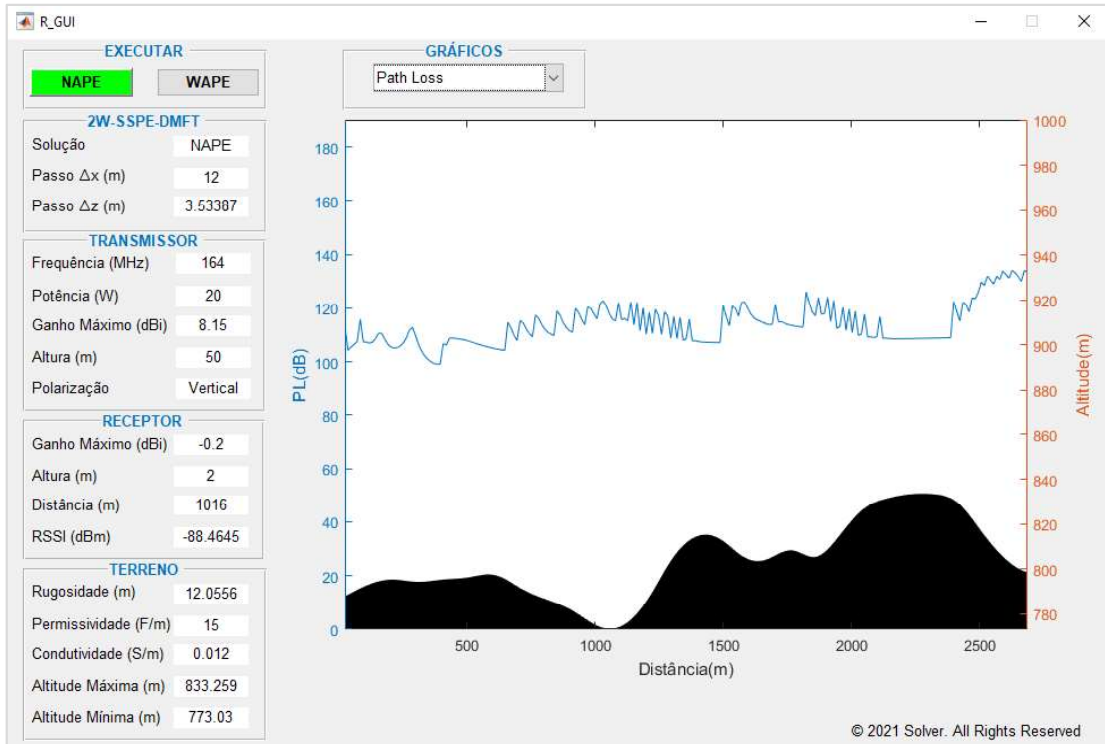 R_GUI
EXECUTAR
NAPE WAPE
2W-SSPE-DMFT
Solução NAPE
Passo Δx (m) 12
Passo Δz (m) 3.53387
TRANSMISSOR
Frequência (MHz) 164
Potência (W) 20
Ganho Máximo (dBi) 8.15
Altura (m) 50
Polarização Vertical
RECEPTOR
Ganho Máximo (dBi) -0.2
Altura (m) 2
Distância (m) 1016
RSSI (dBm) -88.4645
TERRENO
Rugosidade (m) 12.0556
Permissividade (F/m) 15
Condutividade (S/m) 0.012
Altitude Máxima (m) 833.259
Altitude Mínima (m) 773.03
GRÁFICOS
Path Loss
PL(dB)
180
160
140
120
100
80
60
40
20
0
500 1000 1500 2000 2500
Distância(m)
1000
980
960
940
920
900
880
860
840
820
800
780
Altitude(m)
© 2021 Solver. All Rights Reserved